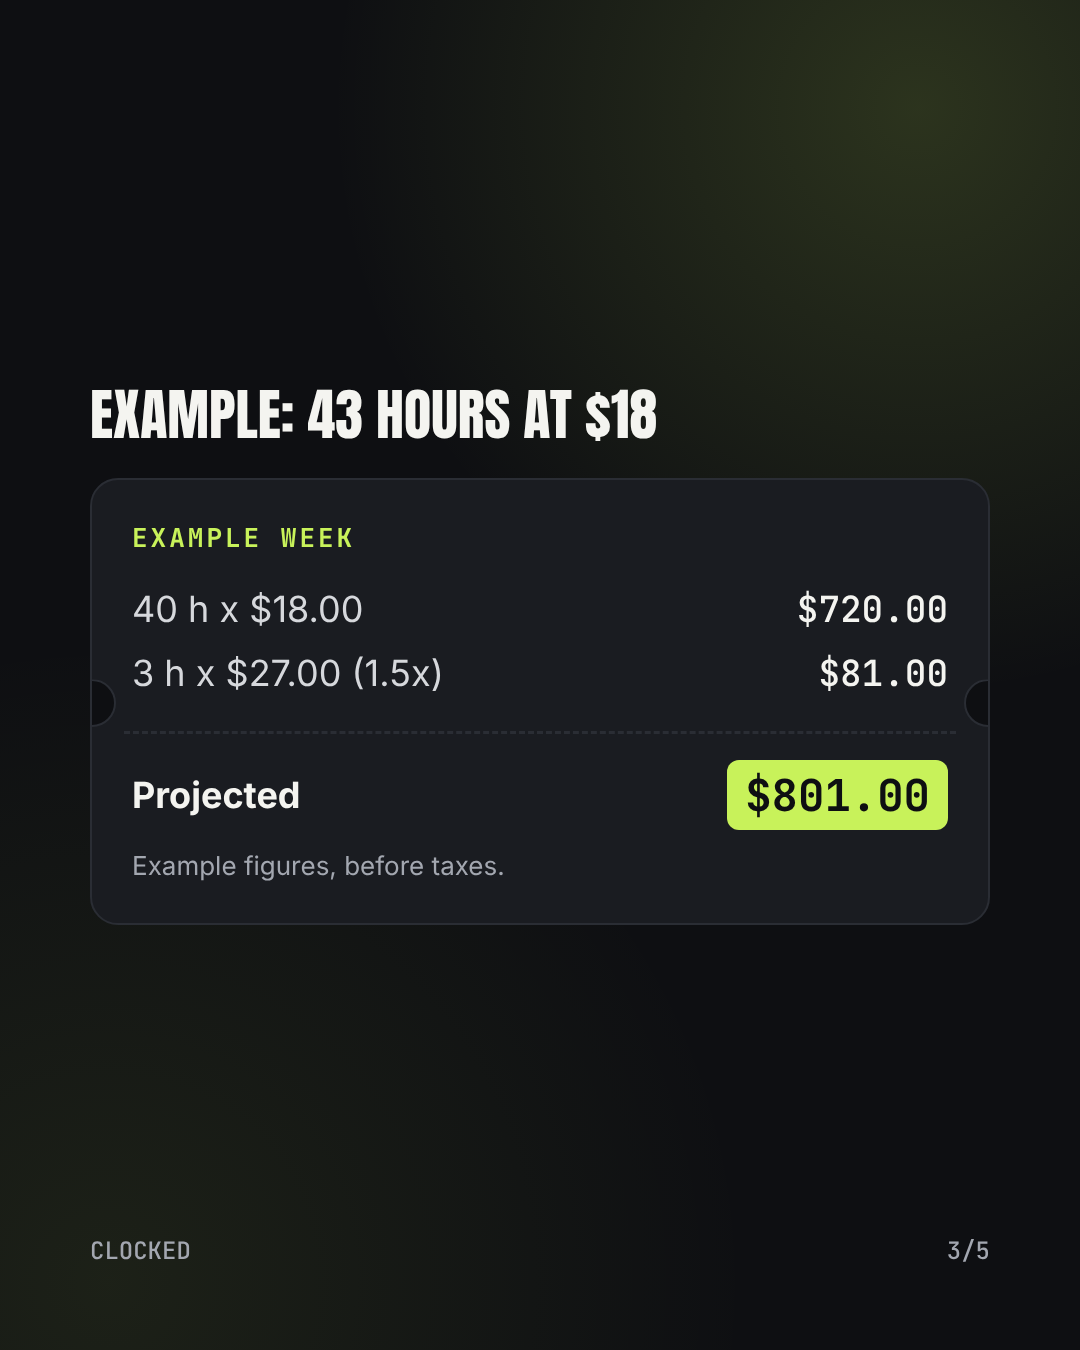 EXAMPLE: 43 HOURS AT $18
EXAMPLE WEEK
40 h x $18.00 $720.00
3 h x $27.00 (1.5x) $81.00
Projected $801.00
Example figures, before taxes.
CLOCKED 3/5